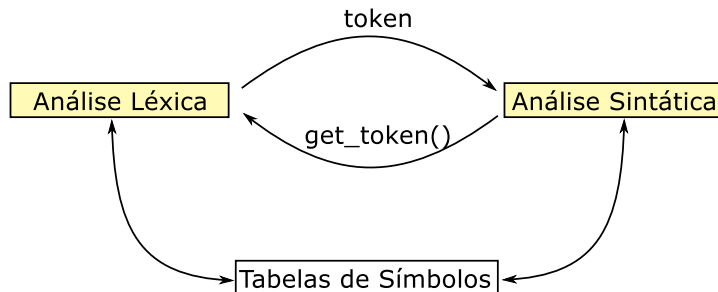 token
Análise Léxica
Análise Sintática
get_token()
Tabelas de Símbolos